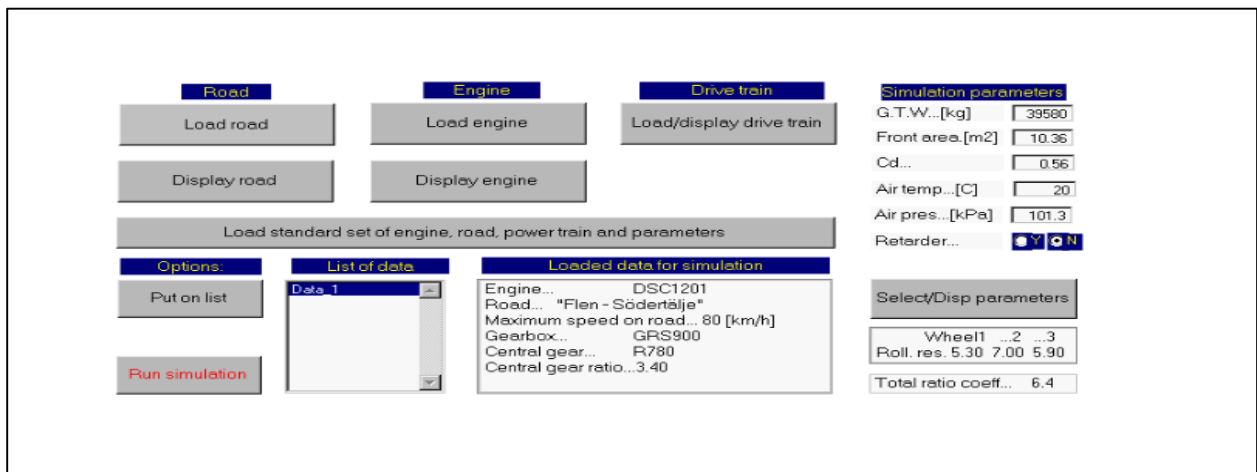 Road
Engine
Drive train
Simulation parameters
Load road
Load engine
Load/display drive train
G.T.W...[kg] 39580
Front area.[m2] 10.36
Cd... 0.56
Display road
Display engine
Air temp...[C] 20
Air pres...[kPa] 101.3
Load standard set of engine, road, power train and parameters
Retarder... Y N
Options:
List of data
Loaded data for simulation
Put on list
Data_1
Engine... DSC1201
Road... "Flen - Södertälje"
Maximum speed on road... 80 [km/h]
Gearbox... GRS900
Central gear... R780
Central gear ratio...3.40
Select/Disp parameters
Wheel1 ...2 ...3
Roll. res. 5.30 7.00 5.90
Run simulation
Total ratio coeff... 6.4